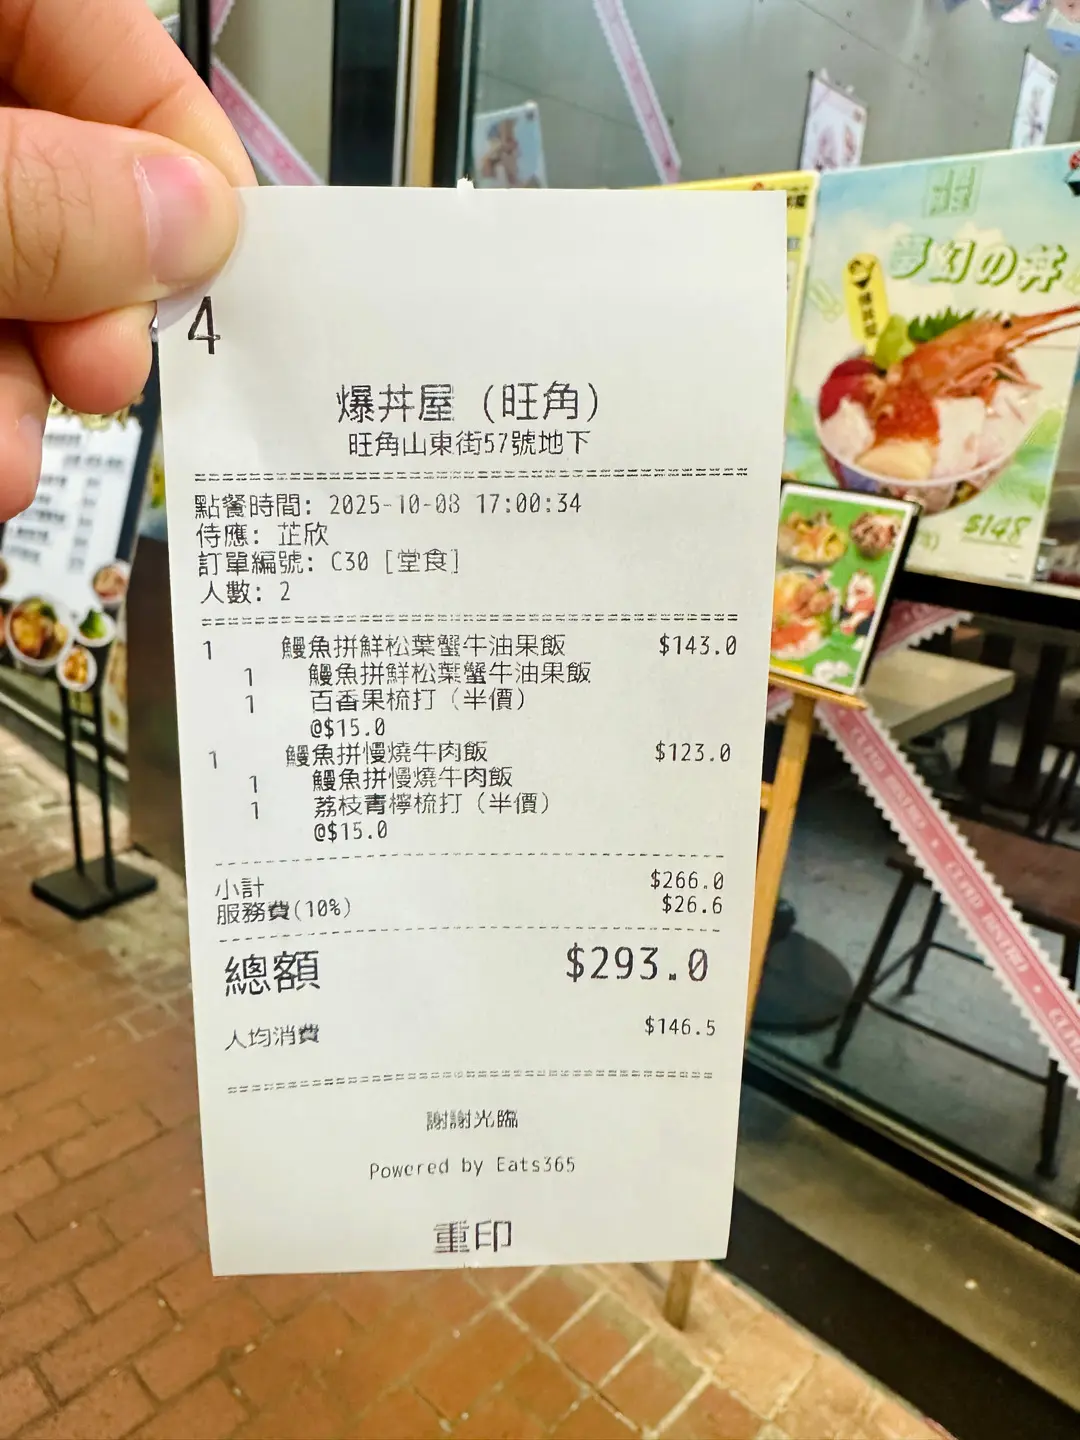 4
爆丼屋 (旺角)
旺角山東街57號地下
點餐時間: 2025-10-08 17:00:34
侍應: 芷欣
訂單編號: C30 [堂食]
人數: 2
1 鰻魚拼鮮松葉蟹牛油果飯 $143.0
1 鰻魚拼鮮松葉蟹牛油果飯
1 百香果梳打 (半價)
@$15.0
1 鰻魚拼慢燒牛肉飯 $123.0
1 鰻魚拼慢燒牛肉飯
1 荔枝青檸梳打 (半價)
@$15.0
小計 $266.0
服務費(10%) $26.6
總額 $293.0
人均消費 $146.5
謝謝光臨
Powered by Eats365
重印
夢幻の丼
$148